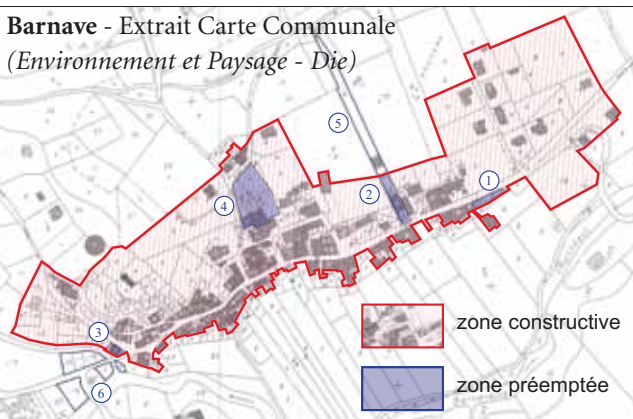 Barnave - Extrait Carte Communale
(Environnement et Paysage - Die)
5
1
2
4
3
6
zone constructive
zone préemptée